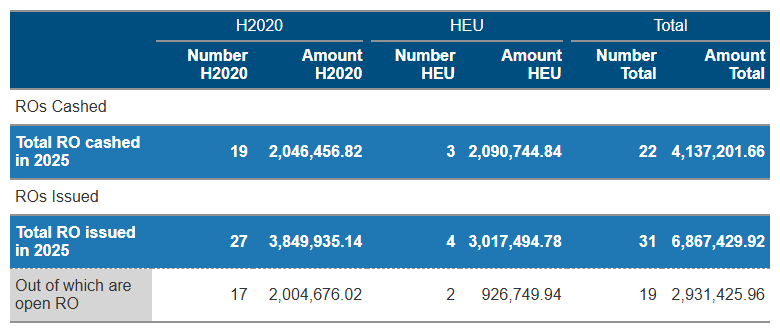 H2020 HEU Total
Number H2020 Amount H2020 Number HEU Amount HEU Number Total Amount Total
ROs Cashed
Total RO cashed in 2025 19 2,046,456.82 3 2,090,744.84 22 4,137,201.66
ROs Issued
Total RO issued in 2025 27 3,849,935.14 4 3,017,494.78 31 6,867,429.92
Out of which are open RO 17 2,004,676.02 2 926,749.94 19 2,931,425.96